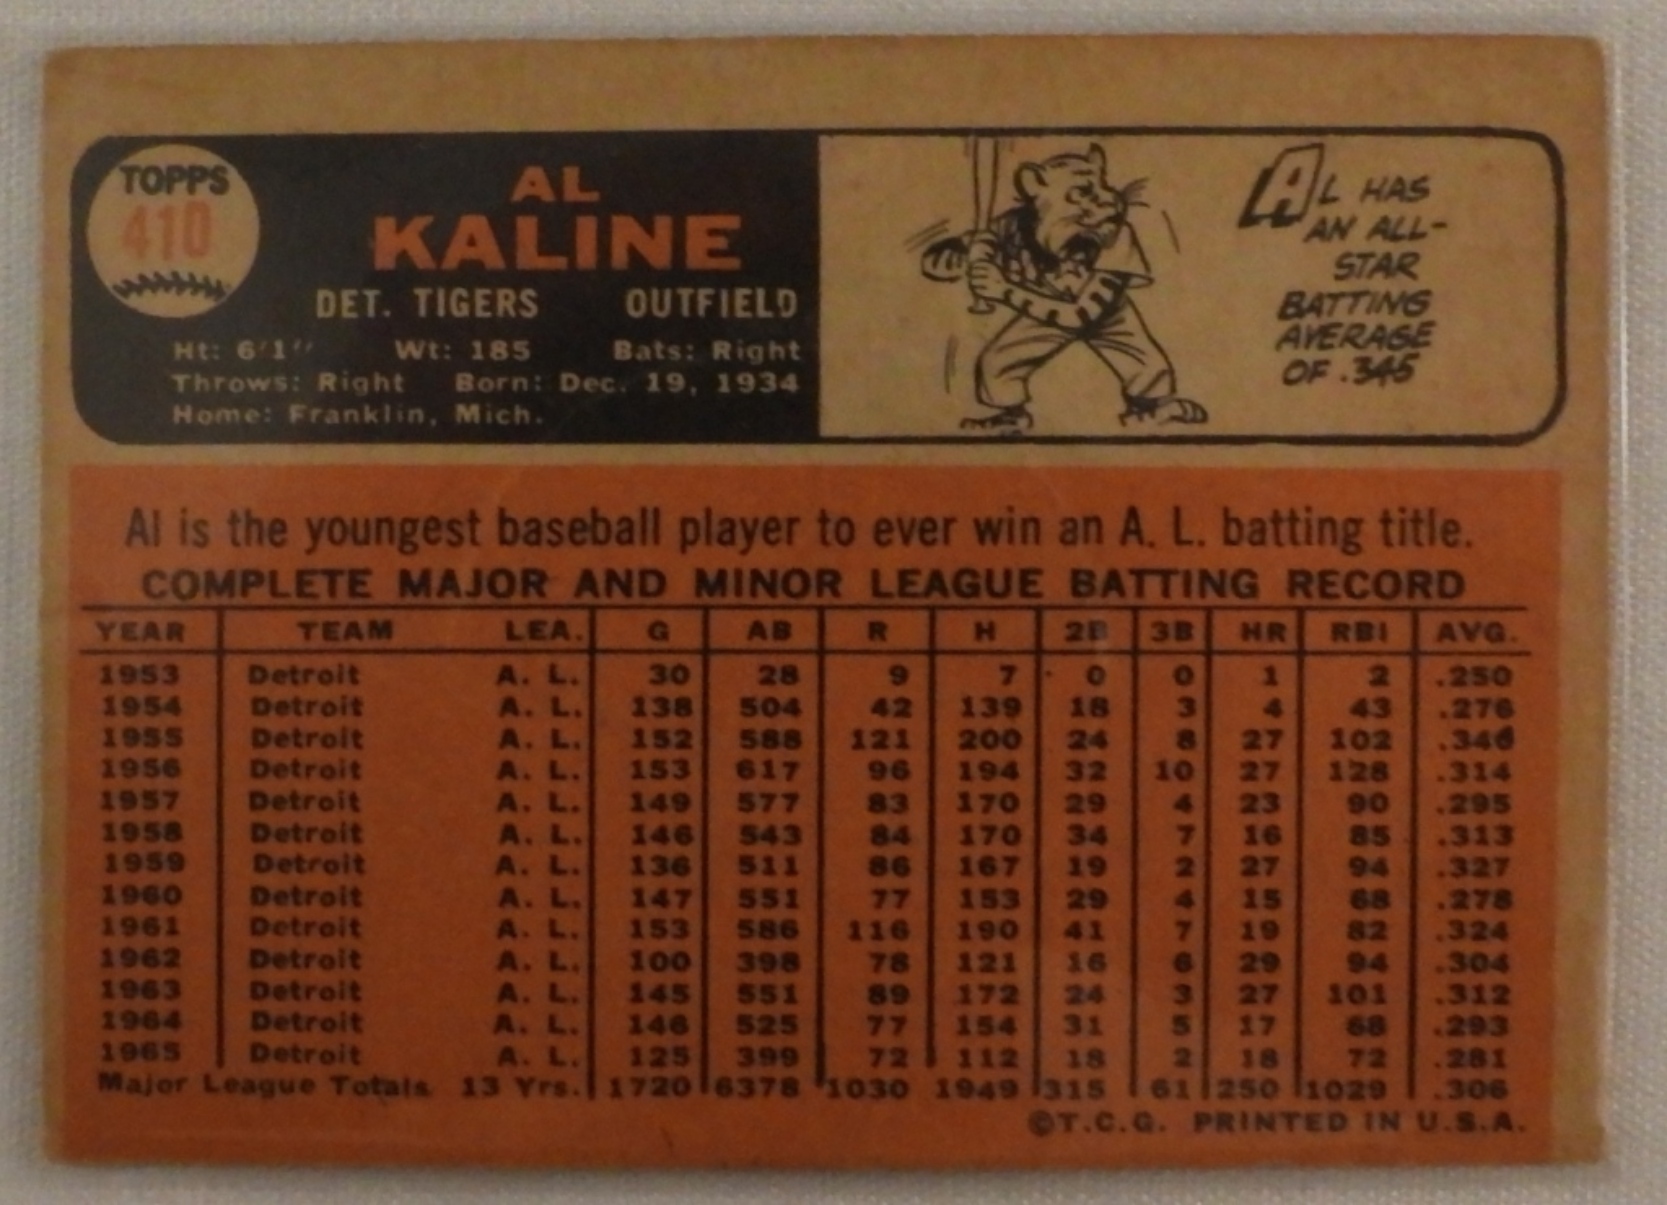 TOPPS
410
AL
KALINE
DET. TIGERS OUTFIELD
Ht: 6'1" Wt: 185 Bats: Right
Throws: Right Born: Dec. 19, 1934
Home: Franklin, Mich.
AL HAS
AN ALL-
STAR
BATTING
AVERAGE
OF .345
Al is the youngest baseball player to ever win an A. L. batting title.
COMPLETE MAJOR AND MINOR LEAGUE BATTING RECORD
YEAR TEAM LEA. G AB R H 2B 3B HR RBI AVG.
1953 Detroit A. L. 30 28 9 7 0 0 1 2 .250
1954 Detroit A. L. 138 504 42 139 18 3 4 43 .276
1955 Detroit A. L. 152 588 121 200 24 8 27 102 .340
1956 Detroit A. L. 153 617 96 194 32 10 27 128 .314
1957 Detroit A. L. 149 577 83 170 29 4 23 90 .295
1958 Detroit A. L. 146 543 84 170 34 7 16 85 .313
1959 Detroit A. L. 136 511 86 167 19 2 27 94 .327
1960 Detroit A. L. 147 551 77 153 29 4 15 68 .278
1961 Detroit A. L. 153 586 116 190 41 7 19 82 .324
1962 Detroit A. L. 100 398 78 121 16 6 29 94 .304
1963 Detroit A. L. 145 551 89 172 24 3 27 101 .312
1964 Detroit A. L. 146 525 77 154 31 5 17 68 .293
1965 Detroit A. L. 125 399 72 112 18 2 18 72 .281
Major League Totals 13 Yrs. 1720 6378 1030 1949 315 61 250 1029 .306
©T.C.G. PRINTED IN U.S.A.